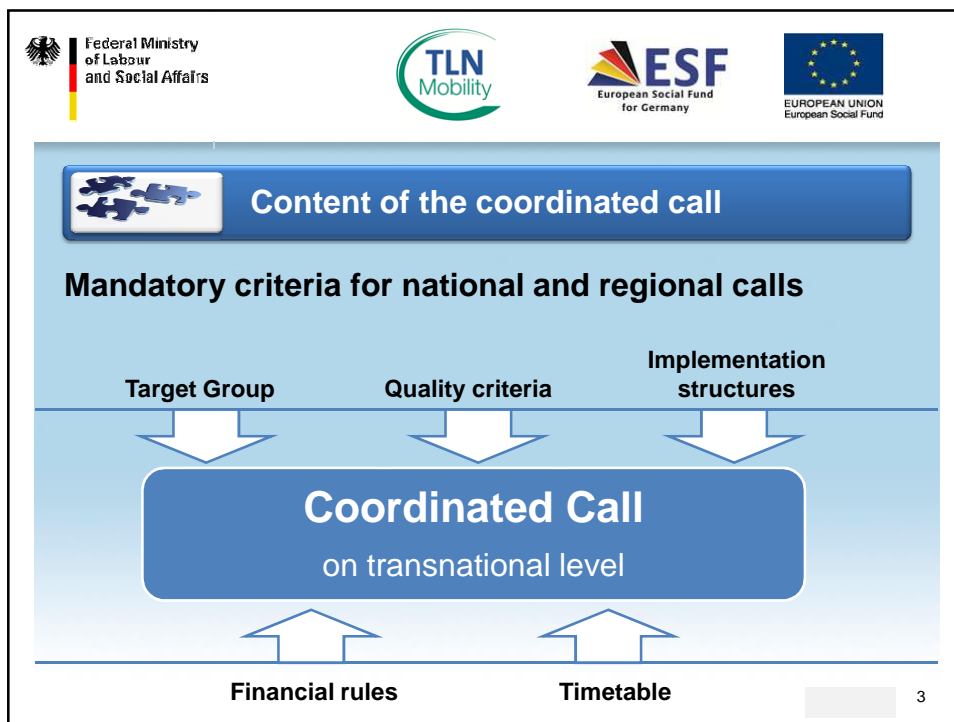 Federal Ministry
of Labour
and Social Affairs
TLN
Mobility
ESF
European Social Fund
for Germany
EUROPEAN UNION
European Social Fund
Content of the coordinated call
Mandatory criteria for national and regional calls
Target Group
Quality criteria
Implementation
structures
Coordinated Call
on transnational level
Financial rules
Timetable
3